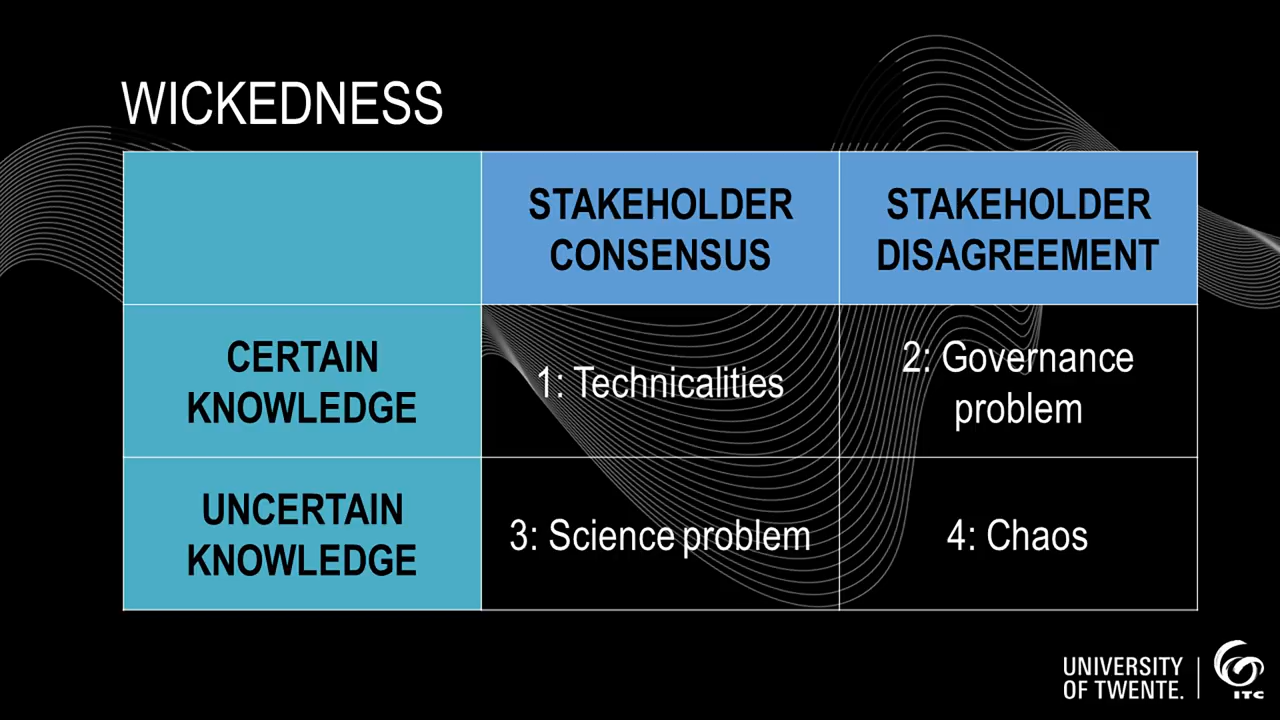 WICKEDNESS
STAKEHOLDER
CONSENSUS
STAKEHOLDER
DISAGREEMENT
CERTAIN
KNOWLEDGE
1: Technicalities
2: Governance
problem
UNCERTAIN
KNOWLEDGE
3: Science problem
4: Chaos
UNIVERSITY
OF TWENTE.
ITC